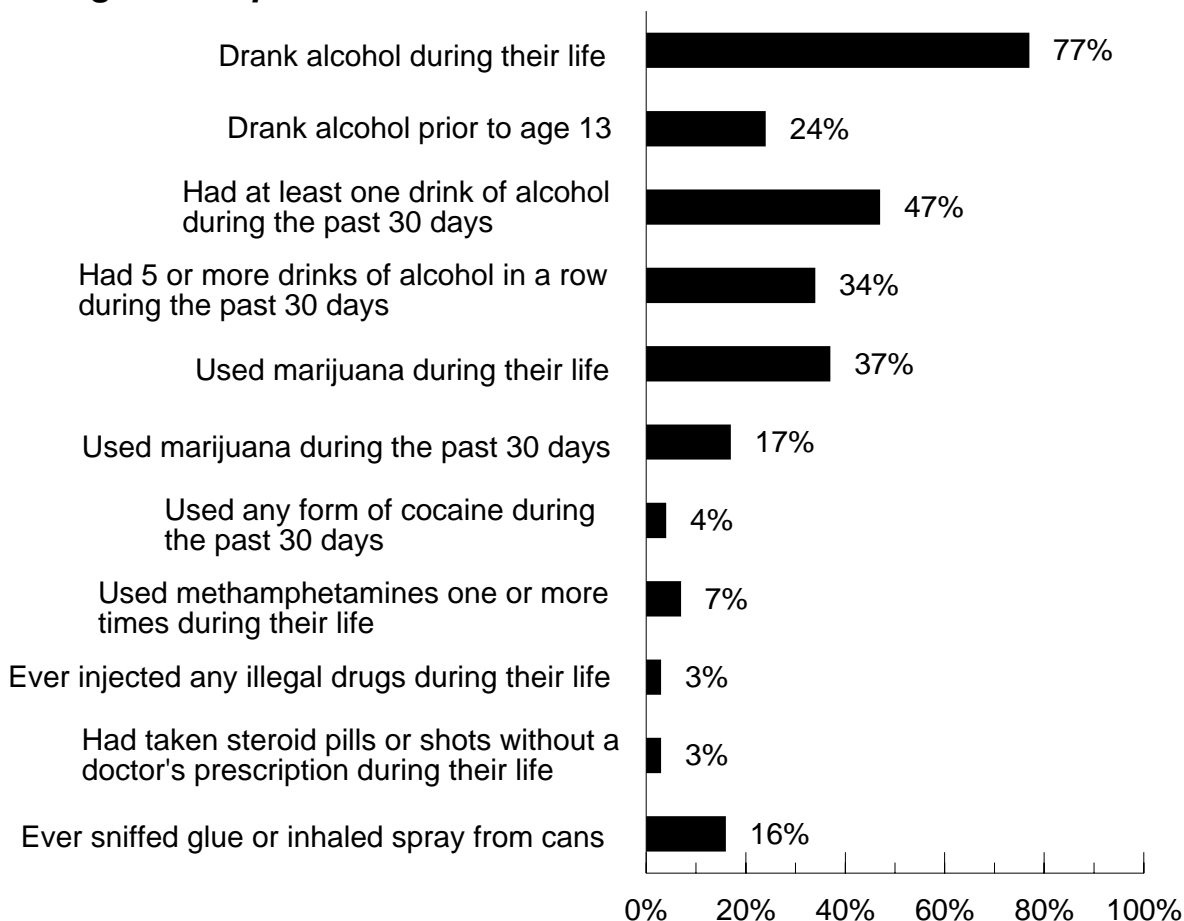 Drank alcohol during their life 77%
Drank alcohol prior to age 13 24%
Had at least one drink of alcohol
during the past 30 days 47%
Had 5 or more drinks of alcohol in a row
during the past 30 days 34%
Used marijuana during their life 37%
Used marijuana during the past 30 days 17%
Used any form of cocaine during
the past 30 days 4%
Used methamphetamines one or more
times during their life 7%
Ever injected any illegal drugs during their life 3%
Had taken steroid pills or shots without a
doctor's prescription during their life 3%
Ever sniffed glue or inhaled spray from cans 16%
0% 20% 40% 60% 80% 100%